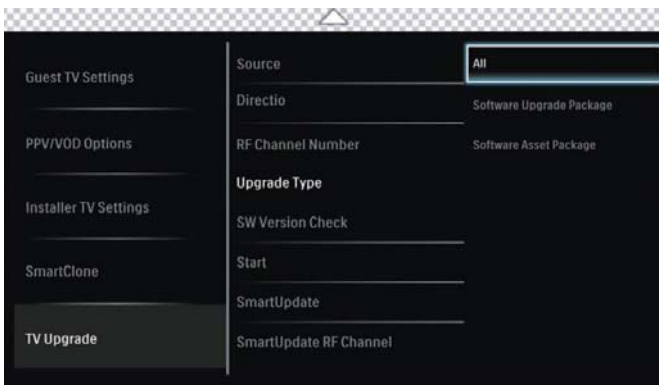 Guest TV Settings
PPV/VOD Options
Installer TV Settings
SmartClone
TV Upgrade
Source
Directio
RF Channel Number
Upgrade Type
SW Version Check
Start
SmartUpdate
SmartUpdate RF Channel
All
Software Upgrade Package
Software Asset Package